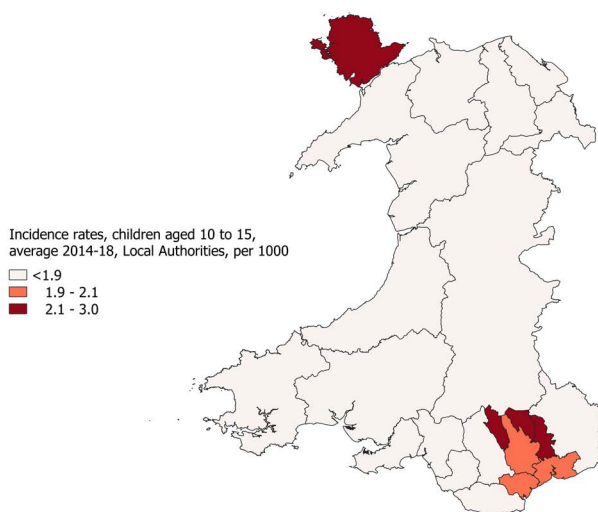 Incidence rates, children aged 10 to 15,
average 2014-18, Local Authorities, per 1000
<1.9
1.9 - 2.1
2.1 - 3.0